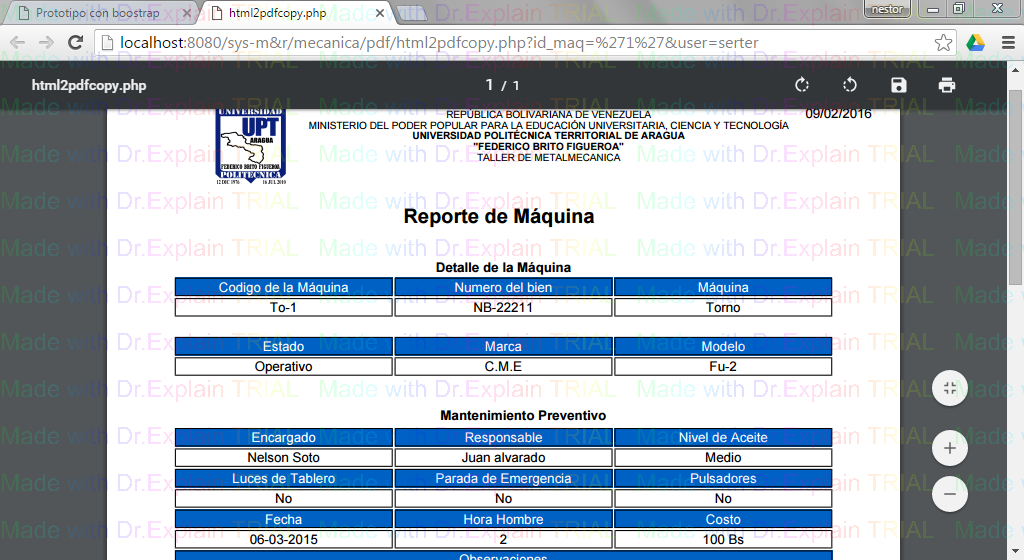 Prototipo con boostrap
html2pdfcopy.php
nestor
localhost:8080/sys-m&r/mecanica/pdf/html2pdfcopy.php?id_maq=%271%27&user=serter
html2pdfcopy.php
1 / 1
UNIVERSIDAD
UPT
ARAGUA
FEDERICO BRITO FIGUEROA
POLITECNICA
12 DIC 1976 16 JUL 2010
REPÚBLICA BOLIVARIANA DE VENEZUELA
MINISTERIO DEL PODER POPULAR PARA LA EDUCACIÓN UNIVERSITARIA, CIENCIA Y TECNOLOGÍA
UNIVERSIDAD POLITÉCNICA TERRITORIAL DE ARAGUA
"FEDERICO BRITO FIGUEROA"
TALLER DE METALMECANICA
09/02/2016
Reporte de Máquina
Detalle de la Máquina
Codigo de la Máquina Numero del bien Máquina
To-1 NB-22211 Torno
Estado Marca Modelo
Operativo C.M.E Fu-2
Mantenimiento Preventivo
Encargado Responsable Nivel de Aceite
Nelson Soto Juan alvarado Medio
Luces de Tablero Parada de Emergencia Pulsadores
No No No
Fecha Hora Hombre Costo
06-03-2015 2 100 Bs
Observaciones
Made with Dr.Explain TRIAL